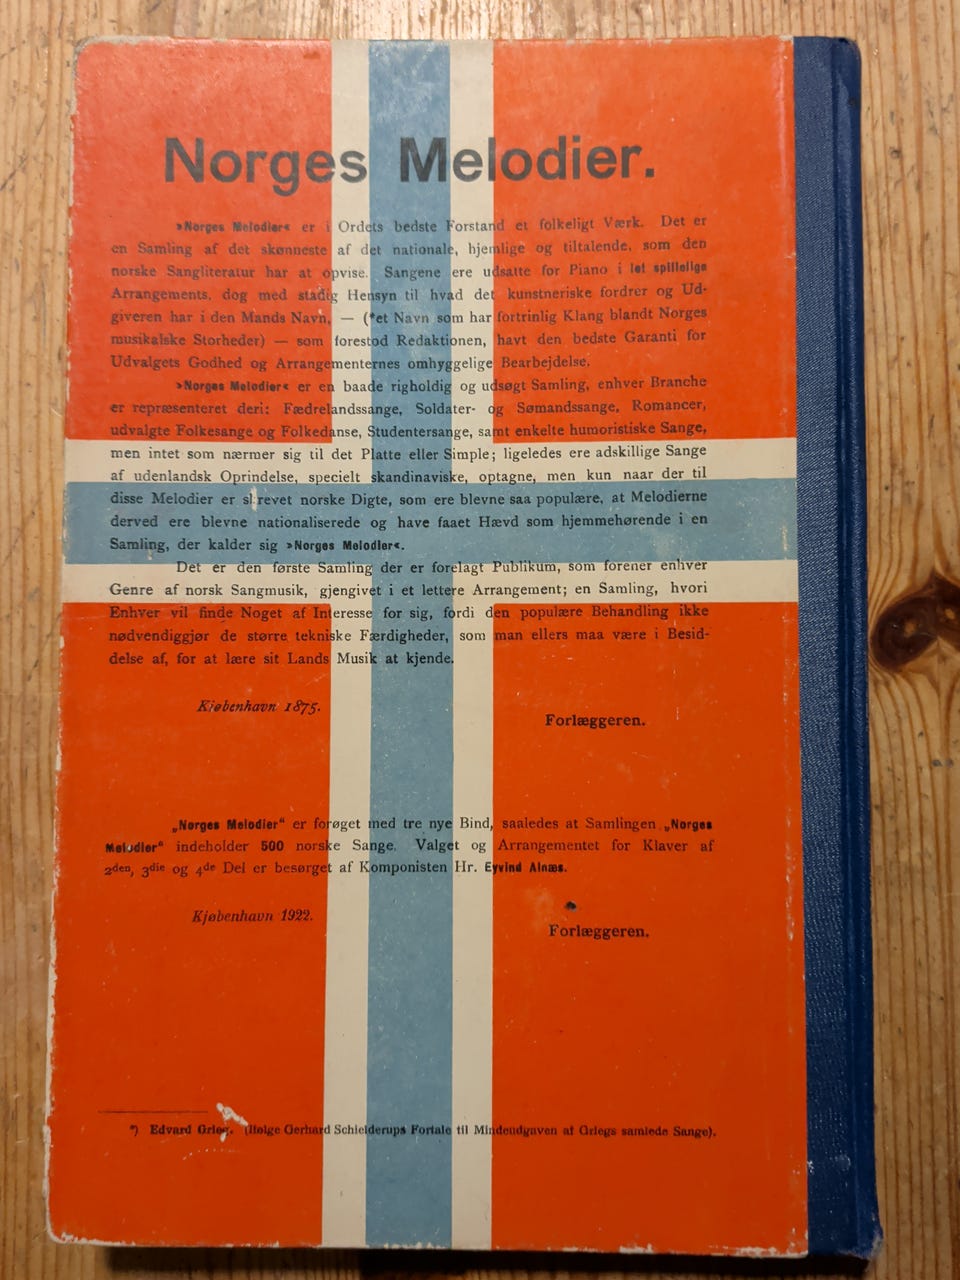 Norges Melodier.
»Norges Melodier« er i Ordets bedste Forstand et folkeligt Værk. Det er
en Samling af det skønneste af det nationale, hjemlige og tiltalende, som den
norske Sangliteratur har at opvise. Sangene ere udsatte for Piano i let spillelige
Arrangements, dog med stadig Hensyn til hvad det kunstneriske fordrer og Ud-
giveren har i den Mands Navn, — (*et Navn som har fortrinlig Klang blandt Norges
musikalske Storheder) — som forestod Redaktionen, havt den bedste Garanti for
Udvalgets Godhed og Arrangementernes omhyggelige Bearbejdelse.
»Norges Melodier« er en baade righoldig og udsøgt Samling, enhver Branche
er repræsenteret deri: Fædrelandssange, Soldater- og Sømandssange, Romancer,
udvalgte Folkesange og Folkedanse, Studentersange, samt enkelte humoristiske Sange,
men intet som nærmer sig til det Platte eller Simple; ligeledes ere adskillige Sange
af udenlandsk Oprindelse, specielt skandinaviske, optagne, men kun naar der til
disse Melodier er skrevet norske Digte, som ere blevne saa populære, at Melodierne
derved ere blevne nationaliserede og have faaet Hævd som hjemmehørende i en
Samling, der kalder sig »Norges Melodier«.
Det er den første Samling der er forelagt Publikum, som forener enhver
Genre af norsk Sangmusik, gjengivet i et lettere Arrangement; en Samling, hvori
Enhver vil finde Noget af Interesse for sig, fordi den populære Behandling ikke
nødvendiggjør de større tekniske Færdigheder, som man ellers maa være i Besid-
delse af, for at lære sit Lands Musik at kjende.
Kjøbenhavn 1875.
Forlæggeren.
„Norges Melodier“ er forøget med tre nye Bind, saaledes at Samlingen „Norges
Melodier“ indeholder 500 norske Sange. Valget og Arrangementet for Klaver af
2den, 3die og 4de Del er besørget af Komponisten Hr. Eyvind Alnæs.
Kjøbenhavn 1922.
Forlæggeren.
*) Edvard Grieg. (Ifølge Gerhard Schjelderups Fortale til Mindeudgaven af Griegs samlede Sange).